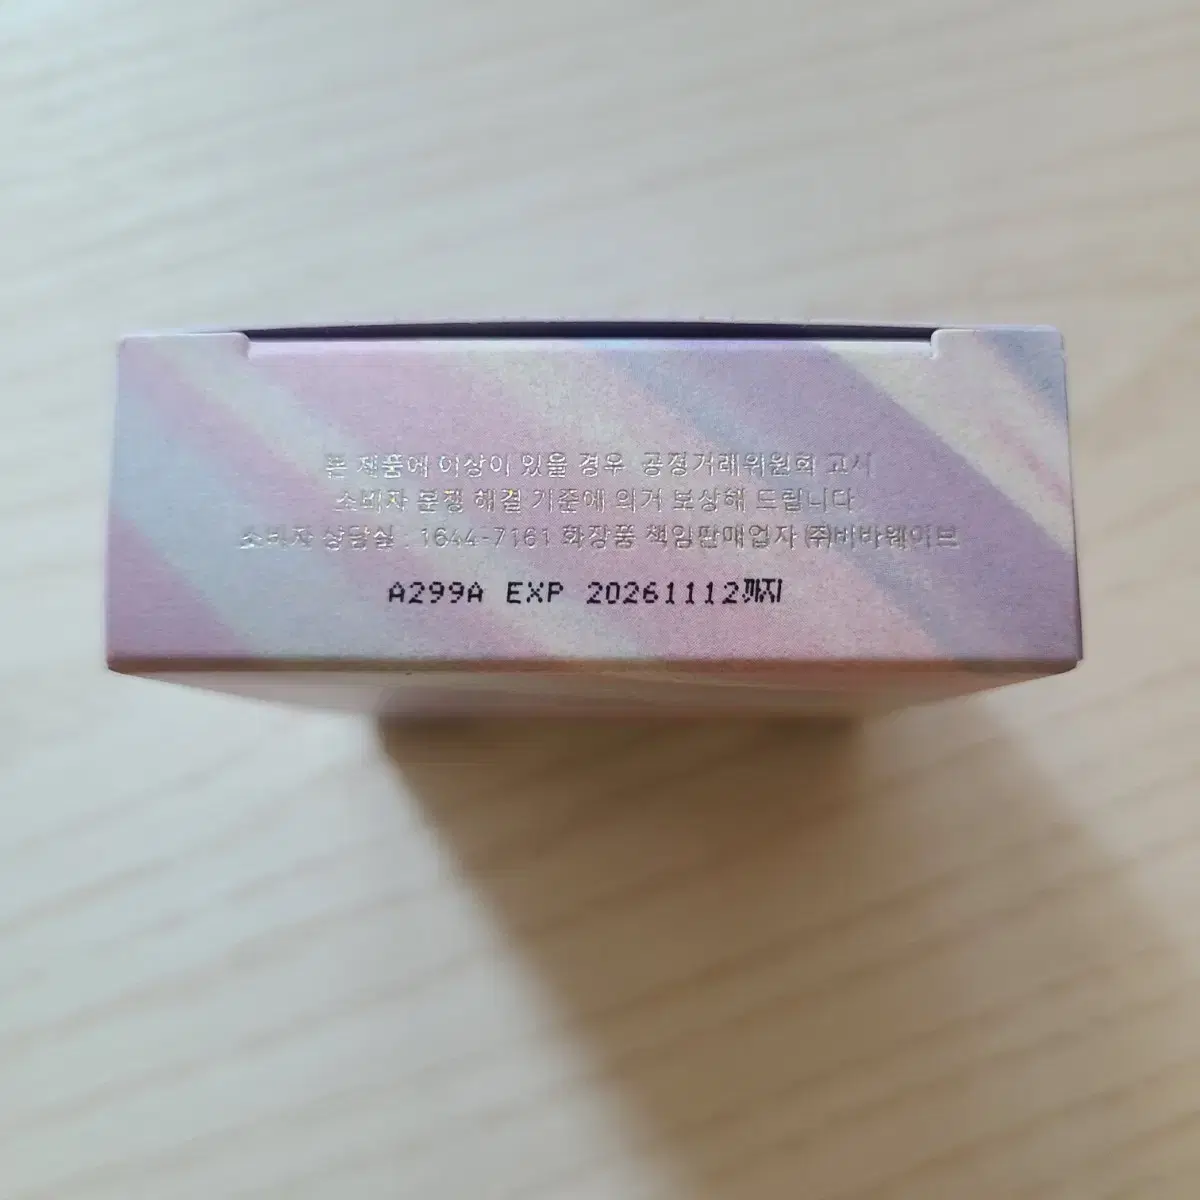 본 제품에 이상이 있을 경우 공정거래위원회 고시
소비자 분쟁 해결 기준에 의거 보상해 드립니다
소비자 상담실 : 1644-7161 화장품 책임판매업자 ㈜비바웨이브
A299A EXP 20261112까지